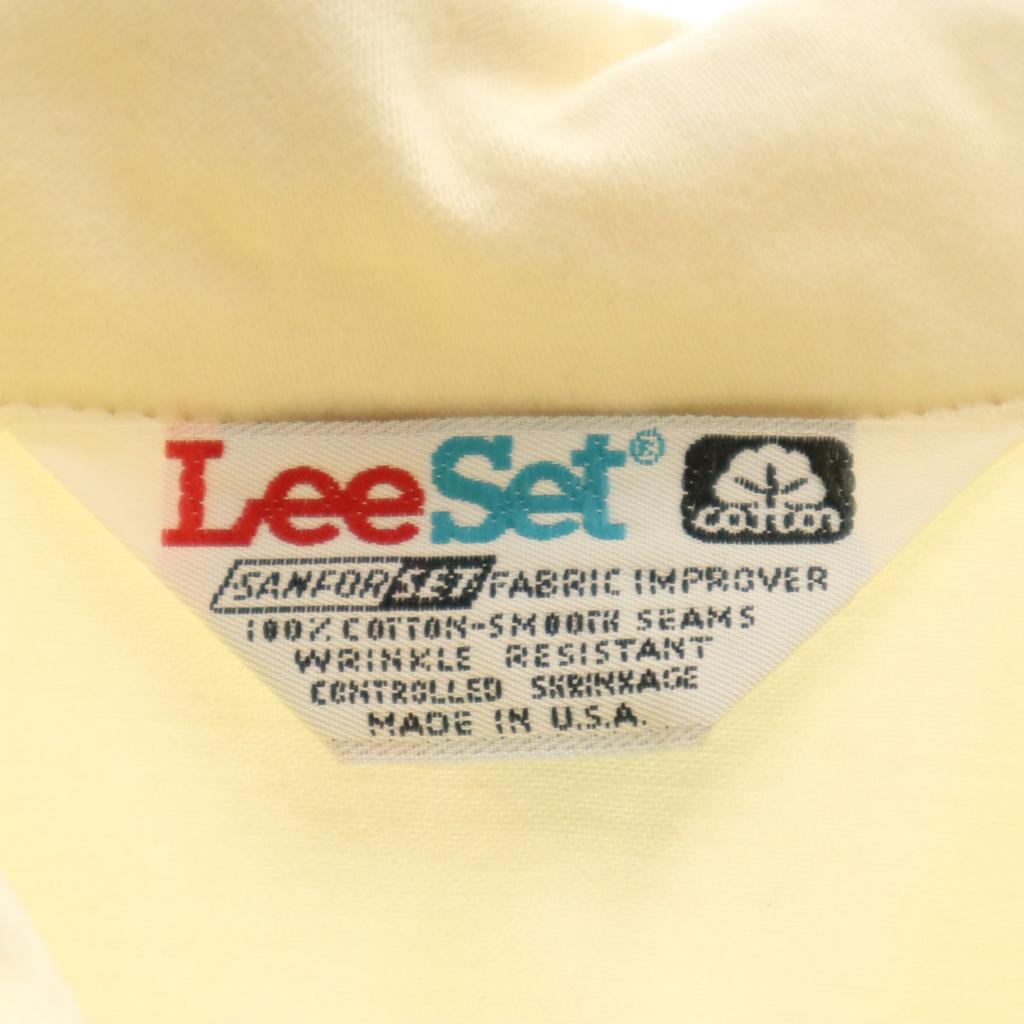 LeeSet® cotton
SANFORSET FABRIC IMPROVER
100% COTTON-SMOOTH SEAMS
WRINKLE RESISTANT
CONTROLLED SHRINKAGE
MADE IN U.S.A.